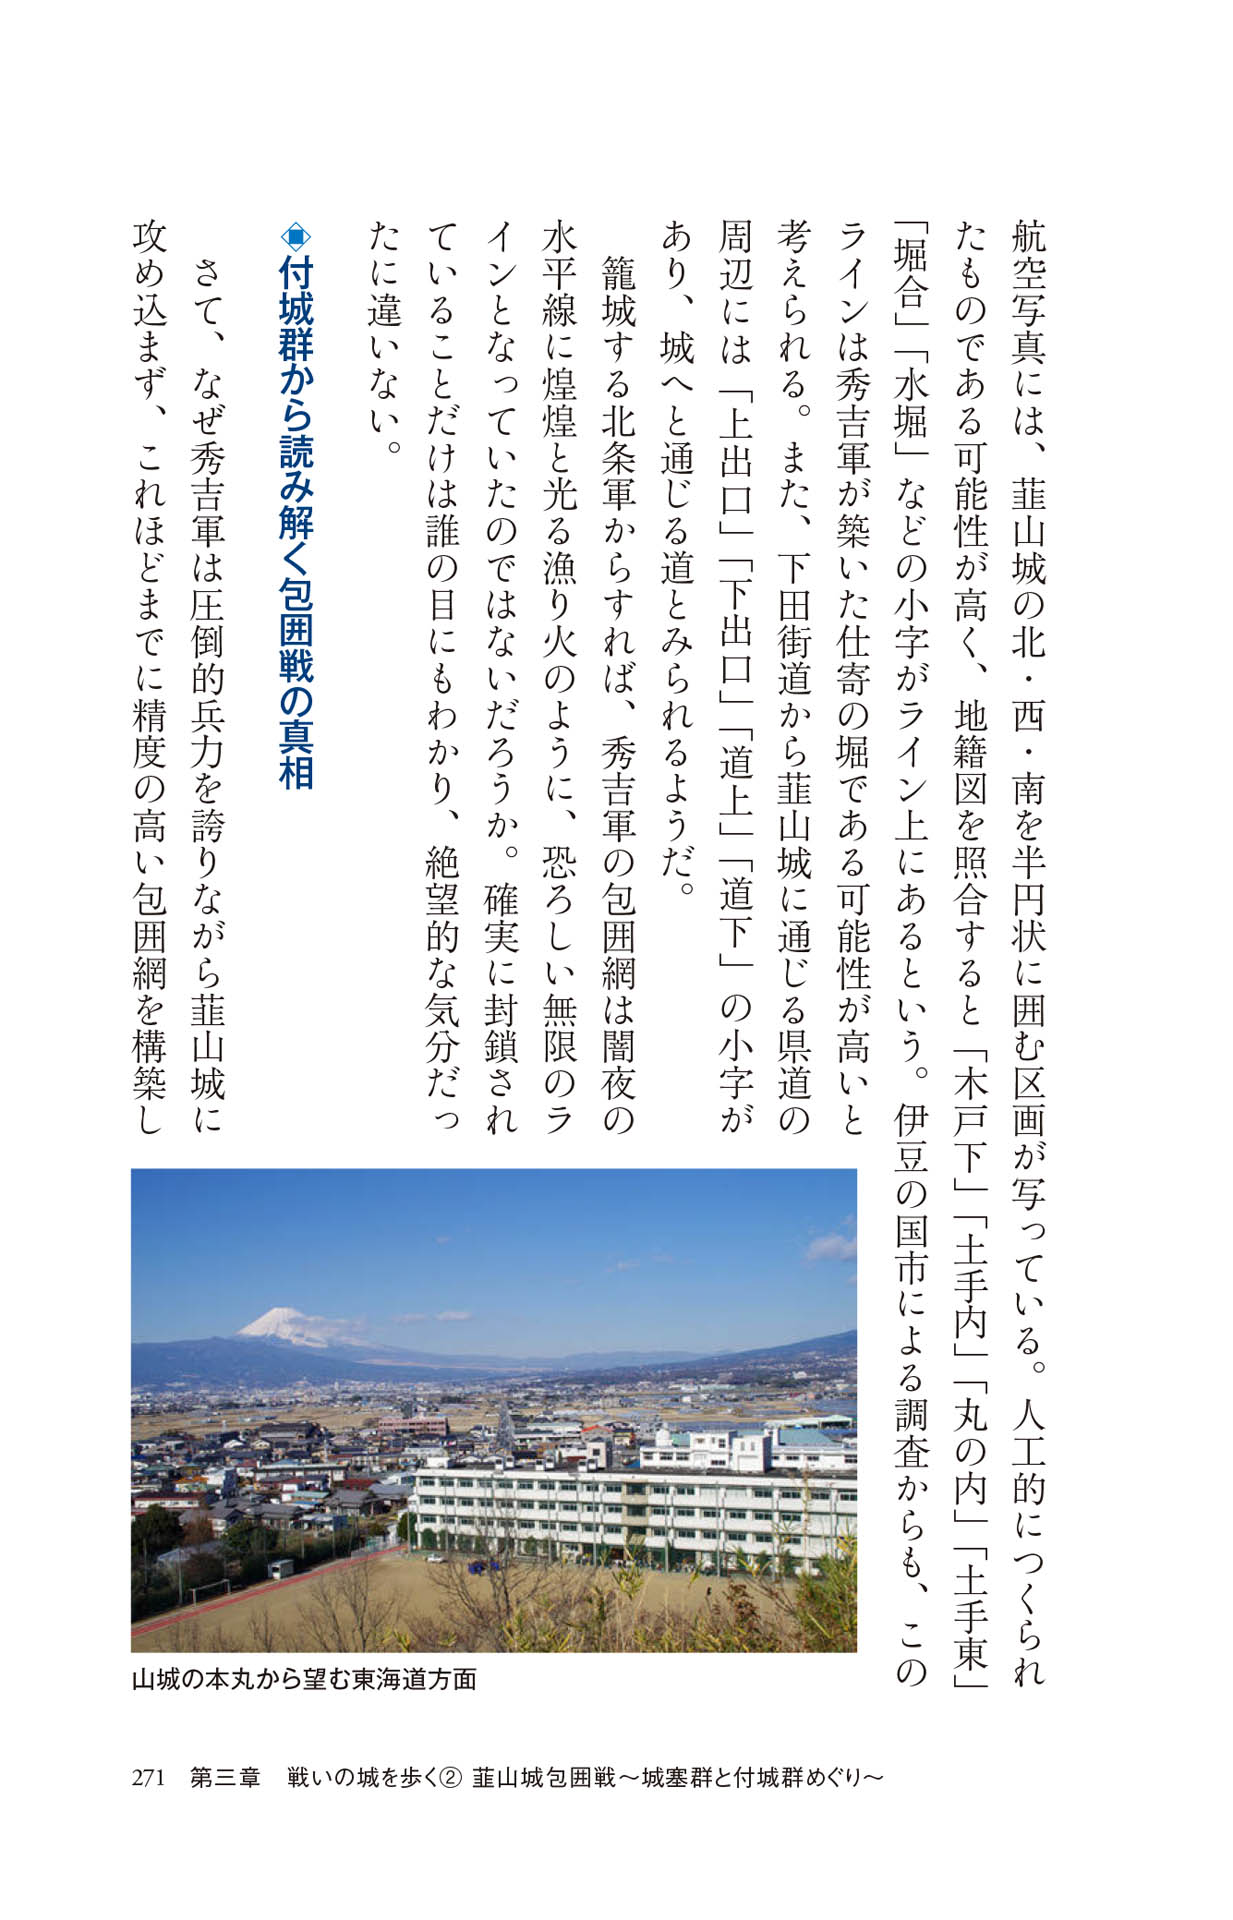 航空写真には、韮山城の北・西・南を半円状に囲む区画が写っている。人工的につくられ
たものである可能性が高く、地籍図を照合すると「木戸下」「土手内」「丸の内」「土手東」
「堀合」「水堀」などの小字がライン上にあるという。伊豆の国市による調査からも、この
ラインは秀吉軍が築いた仕寄の堀である可能性が高いと
考えられる。また、下田街道から韮山城に通じる県道の
周辺には「上出口」「下出口」「道上」「道下」の小字が
あり、城へと通じる道とみられるようだ。
籠城する北条軍からすれば、秀吉軍の包囲網は闇夜の
水平線に煌煌と光る漁り火のように、恐ろしい無限のラ
インとなっていたのではないだろうか。確実に封鎖され
ていることだけは誰の目にもわかり、絶望的な気分だっ
たに違いない。
◈付城群から読み解く包囲戦の真相
さて、なぜ秀吉軍は圧倒的兵力を誇りながら韮山城に
攻め込まず、これほどまでに精度の高い包囲網を構築し
山城の本丸から望む東海道方面
271 第三章 戦いの城を歩く② 韮山城包囲戦〜城塞群と付城群めぐり〜